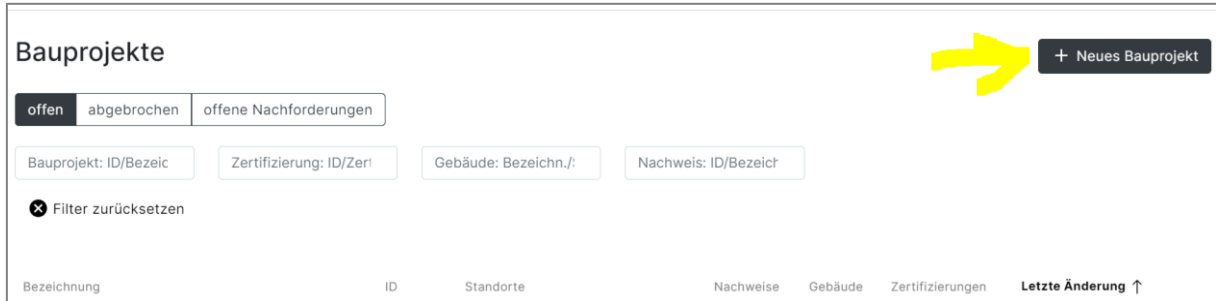 Bauprojekte
+ Neues Bauprojekt
offen abgebrochen offene Nachforderungen
Bauprojekt: ID/Bezeic Zertifizierung: ID/Zert Gebäude: Bezeichn./: Nachweis: ID/Bezeich
Filter zurücksetzen
Bezeichnung ID Standorte Nachweise Gebäude Zertifizierungen Letzte Änderung ↑